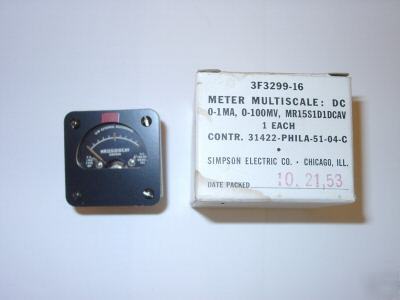 3F3299-16
METER MULTISCALE: DC
0-1MA, 0-100MV, MR15S1D1DCAV
1 EACH
CONTR. 31422-PHILA-51-04-C
SIMPSON ELECTRIC CO. · CHICAGO, ILL.
DATE PACKED 10.21,53